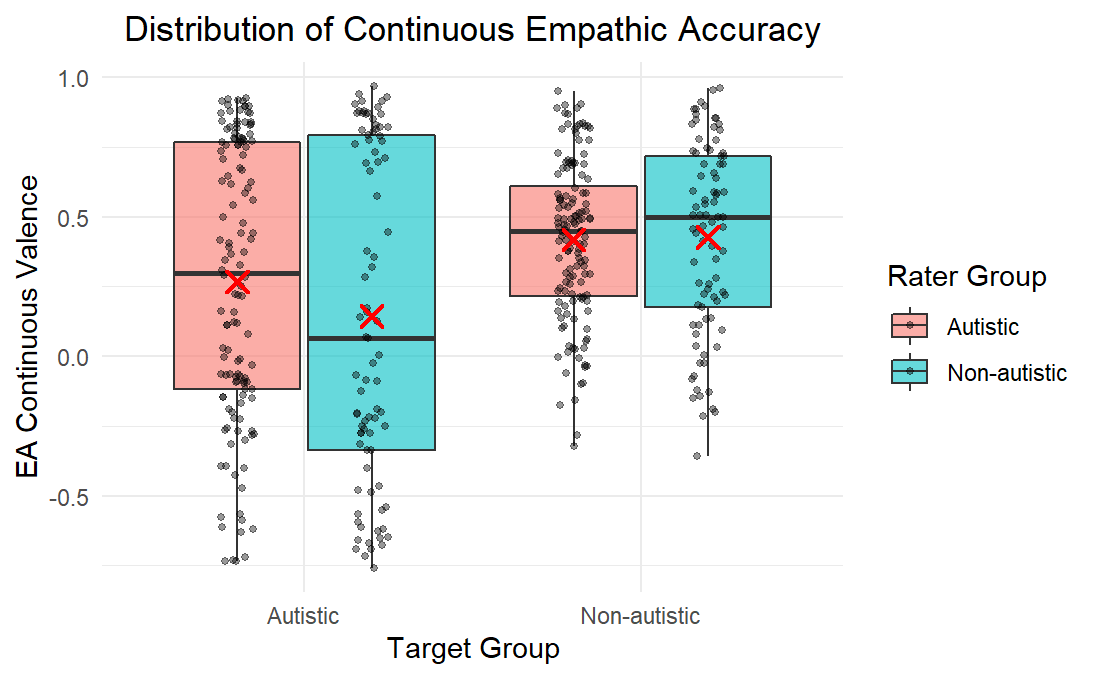 Distribution of Continuous Empathic Accuracy
EA Continuous Valence
1.0
0.5
0.0
-0.5
Autistic
Non-autistic
Target Group
Rater Group
Autistic
Non-autistic